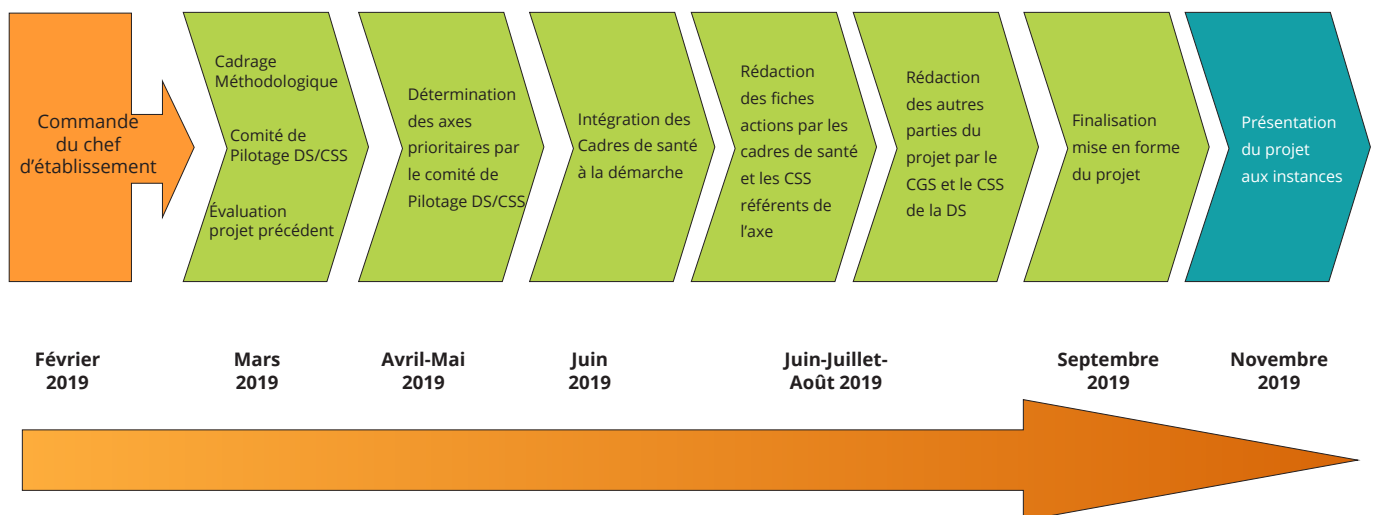 Commande
du chef
d'établissement
Cadrage
Méthodologique
Comité de
Pilotage DS/CSS
Évaluation
projet précédent
Détermination
des axes
prioritaires par
le comité de
Pilotage DS/CSS
Intégration des
Cadres de santé
à la démarche
Rédaction
des fiches
actions par les
cadres de santé
et les CSS
référents de
l'axe
Rédaction
des autres
parties du
projet par le
CGS et le CSS
de la DS
Finalisation
mise en forme
du projet
Présentation
du projet
aux instances
Février
2019
Mars
2019
Avril-Mai
2019
Juin
2019
Juin-Juillet-
Août 2019
Septembre
2019
Novembre
2019